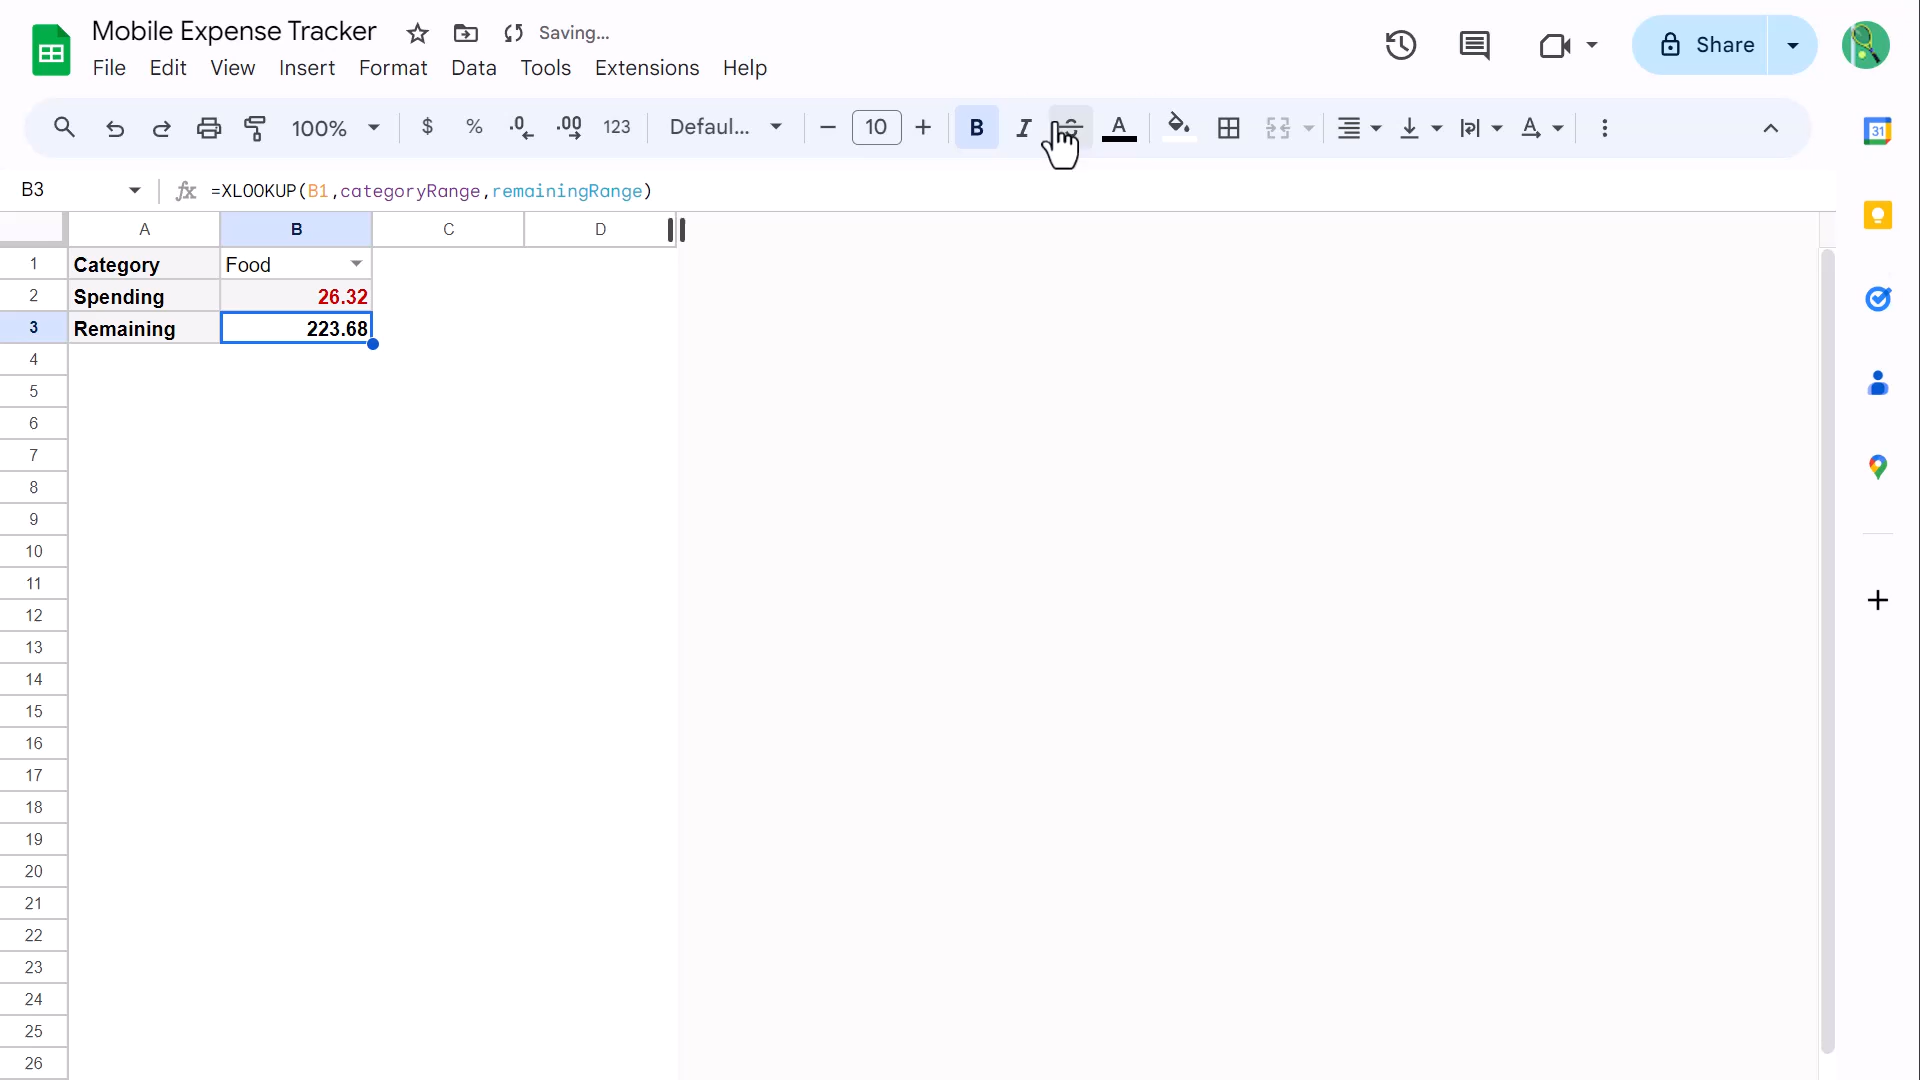 Mobile Expense Tracker Saving...
File Edit View Insert Format Data Tools Extensions Help
Share
100% $ % .0 .00 123 Defaul... 10 B I S A A
31
B3 fx =XLOOKUP(B1,categoryRange,remainingRange)
A B C D
1 Category Food
2 Spending 26.32
3 Remaining 223.68
4
5
6
7
8
9
10
11
12
13
14
15
16
17
18
19
20
21
22
23
24
25
26